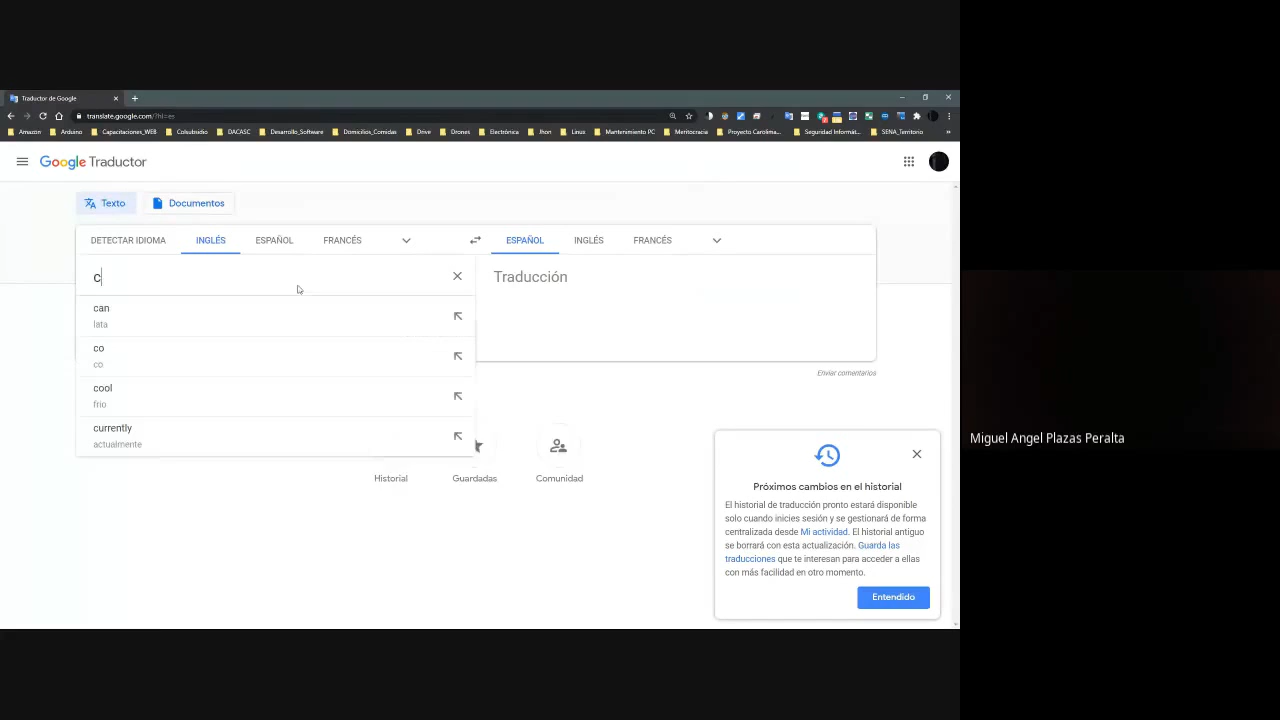 Traductor de Google
translate.google.com/?hl=es
Amazon Arduino Capacitaciones_WEB Colsubsidio DACASC Desarrollo_Software Domicilios_Comidas Drive Drones Electrónica Jhon Linux Mantenimiento PC Meritocracia Proyecto Carolima... Seguridad Informát... SENA_Territorio »
Google Traductor
Texto Documentos
DETECTAR IDIOMA INGLÉS ESPAÑOL FRANCÉS ESPAÑOL INGLÉS FRANCÉS
c Traducción
can
lata
co
co
cool
frío
currently
actualmente
Enviar comentarios
Historial Guardadas Comunidad
Próximos cambios en el historial
El historial de traducción pronto estará disponible
solo cuando inicies sesión y se gestionará de forma
centralizada desde Mi actividad. El historial antiguo
se borrará con esta actualización. Guarda las
traducciones que te interesan para acceder a ellas
con más facilidad en otro momento.
Entendido
Miguel Angel Plazas Peralta